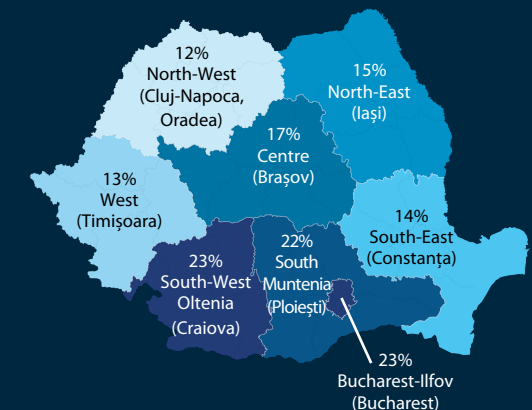 12%
North-West
(Cluj-Napoca,
Oradea)
15%
North-East
(Iași)
17%
Centre
(Brașov)
13%
West
(Timișoara)
14%
South-East
(Constanța)
23%
South-West
Oltenia
(Craiova)
22%
South
Muntenia
(Ploiești)
23%
Bucharest-Ilfov
(Bucharest)